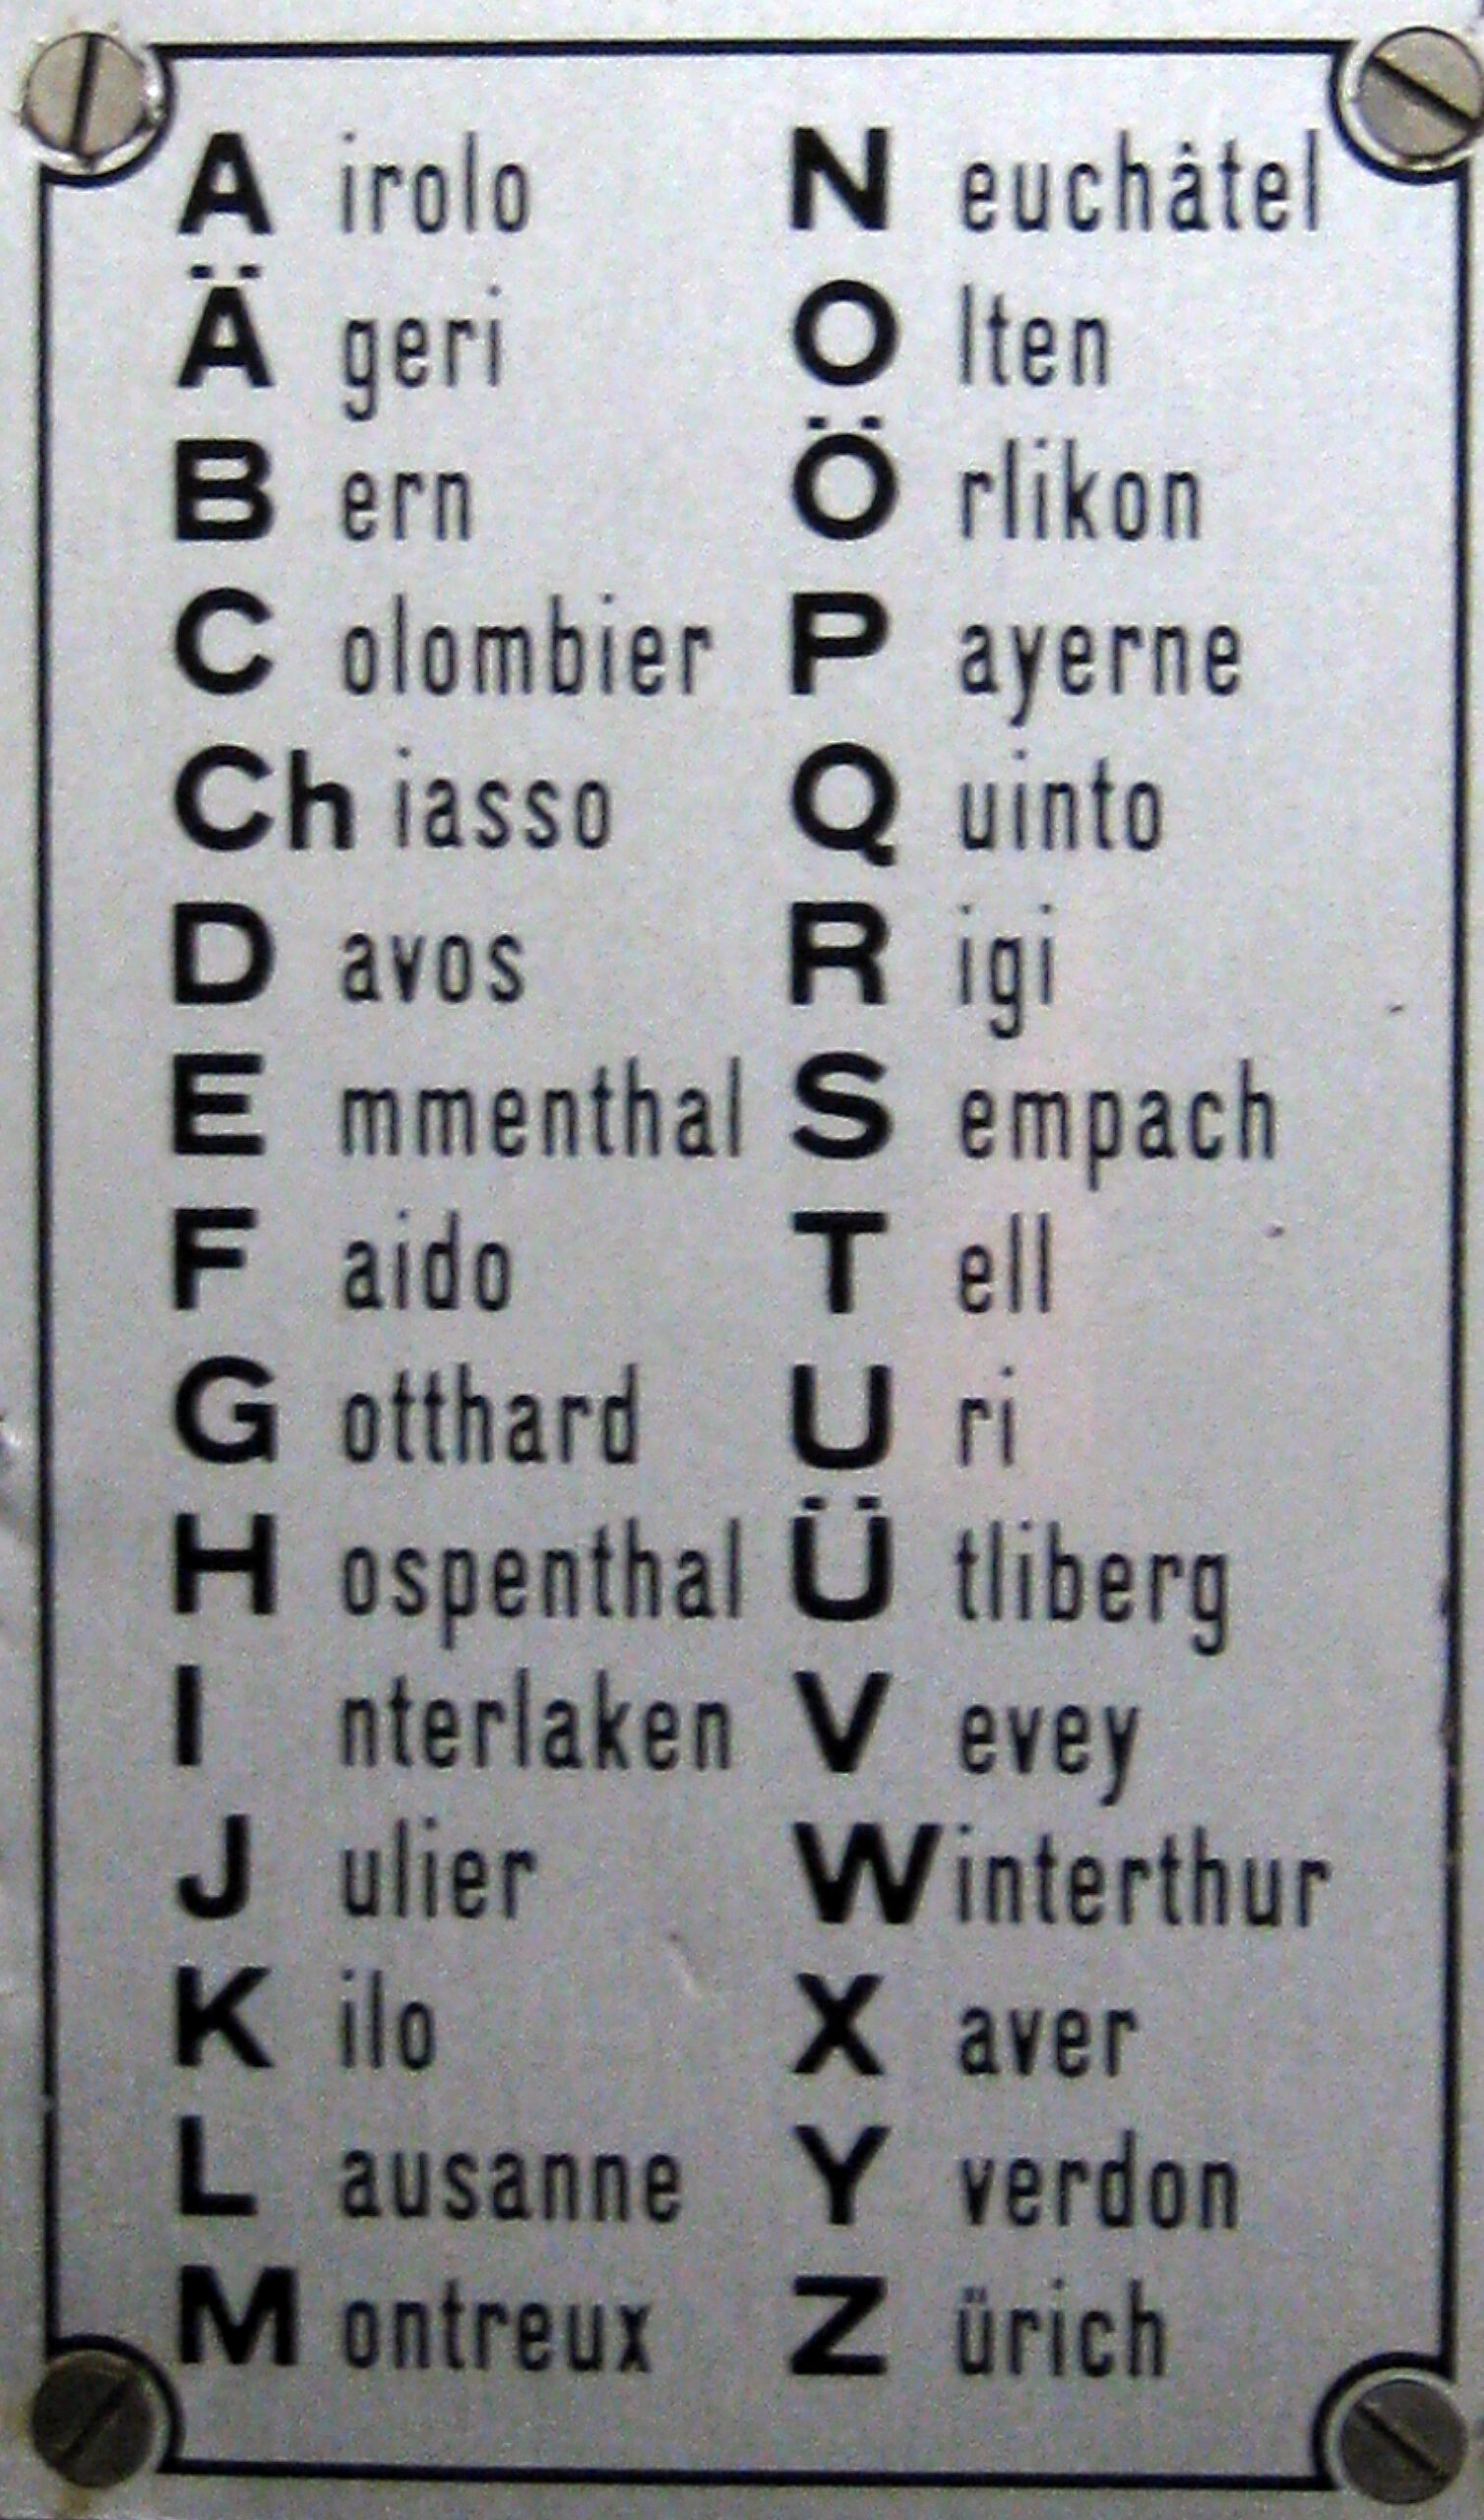 A irolo
Ä geri
B ern
C olombier
Ch iasso
D avos
E mmenthal
F aido
G otthard
H ospenthal
I nterlaken
J ulier
K ilo
L ausanne
M ontreux
N euchâtel
O lten
Ö rlikon
P ayerne
Q uinto
R igi
S empach
T ell
U ri
Ü tliberg
V evey
W interthur
X aver
Y verdon
Z ürich